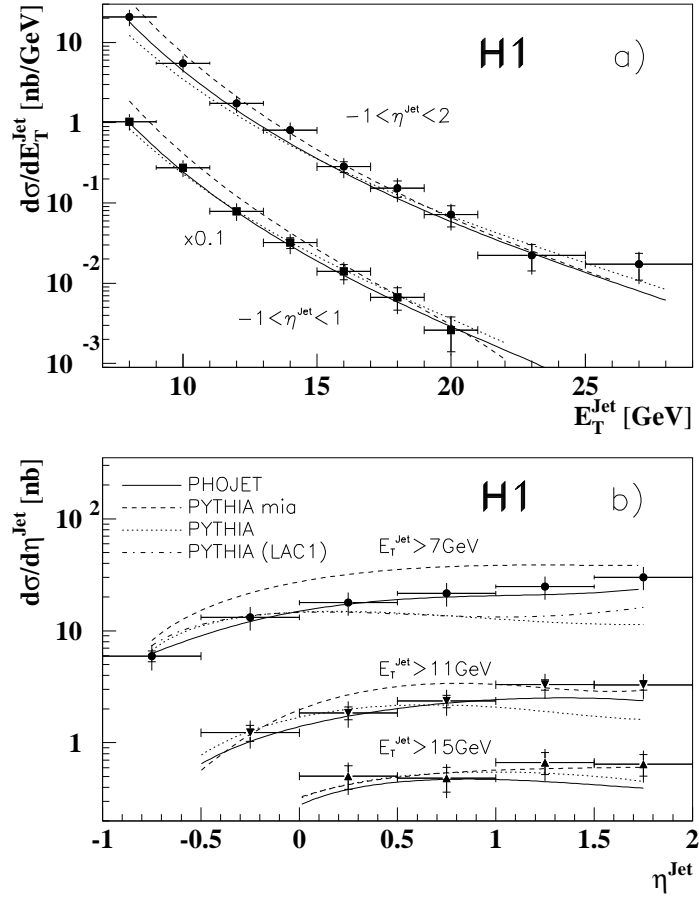 H1 a)
dσ/dE_T^Jet [nb/GeV]
10
1
10^-1
10^-2
10^-3
-1<η^Jet<2
x0.1
-1<η^Jet<1
10 15 20 25
E_T^Jet [GeV]
H1 b)
dσ/dη^Jet [nb]
PHOJET
PYTHIA mia
PYTHIA
PYTHIA (LAC1)
10^2
10
1
E_T^Jet>7GeV
E_T^Jet>11GeV
E_T^Jet>15GeV
-1 -0.5 0 0.5 1 1.5 2
η^Jet